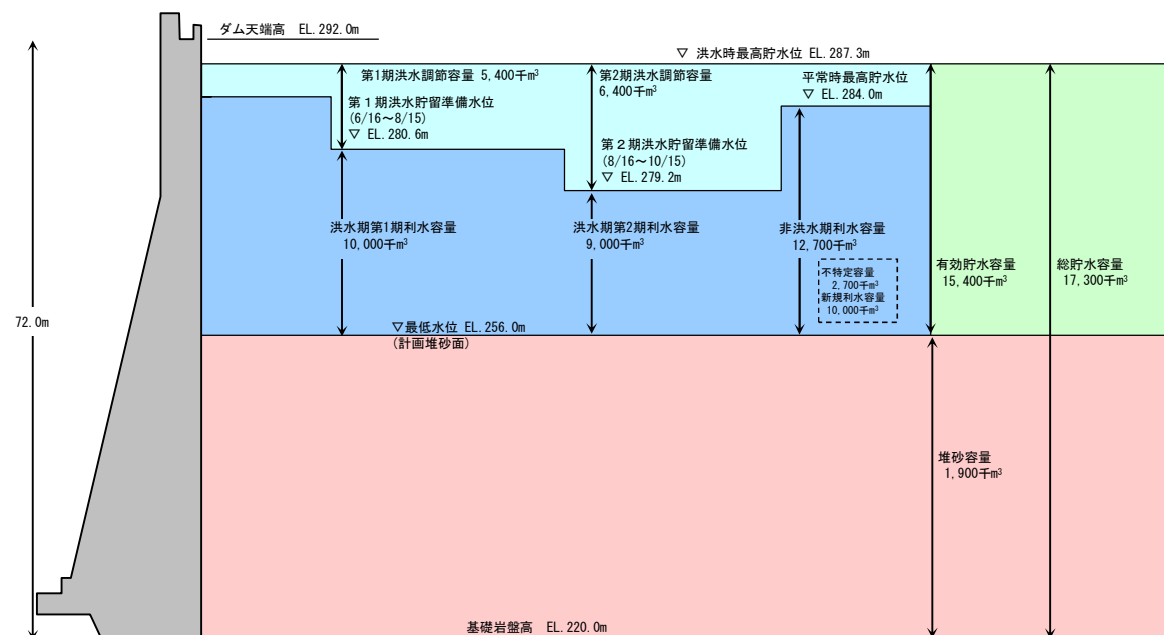 ダム天端高 EL.292.0m
▽ 洪水時最高貯水位 EL.287.3m
第1期洪水調節容量 5,400千m³
第2期洪水調節容量
6,400千m³
平常時最高貯水位
▽ EL.284.0m
第１期洪水貯留準備水位
(6/16～8/15)
▽ EL.280.6m
第２期洪水貯留準備水位
(8/16～10/15)
▽ EL.279.2m
洪水期第1期利水容量
10,000千m³
洪水期第2期利水容量
9,000千m³
非洪水期利水容量
12,700千m³
不特定容量
2,700千m³
新規利水容量
10,000千m³
有効貯水容量
15,400千m³
総貯水容量
17,300千m³
72.0m
▽最低水位 EL.256.0m
(計画堆砂面)
堆砂容量
1,900千m³
基礎岩盤高 EL.220.0m